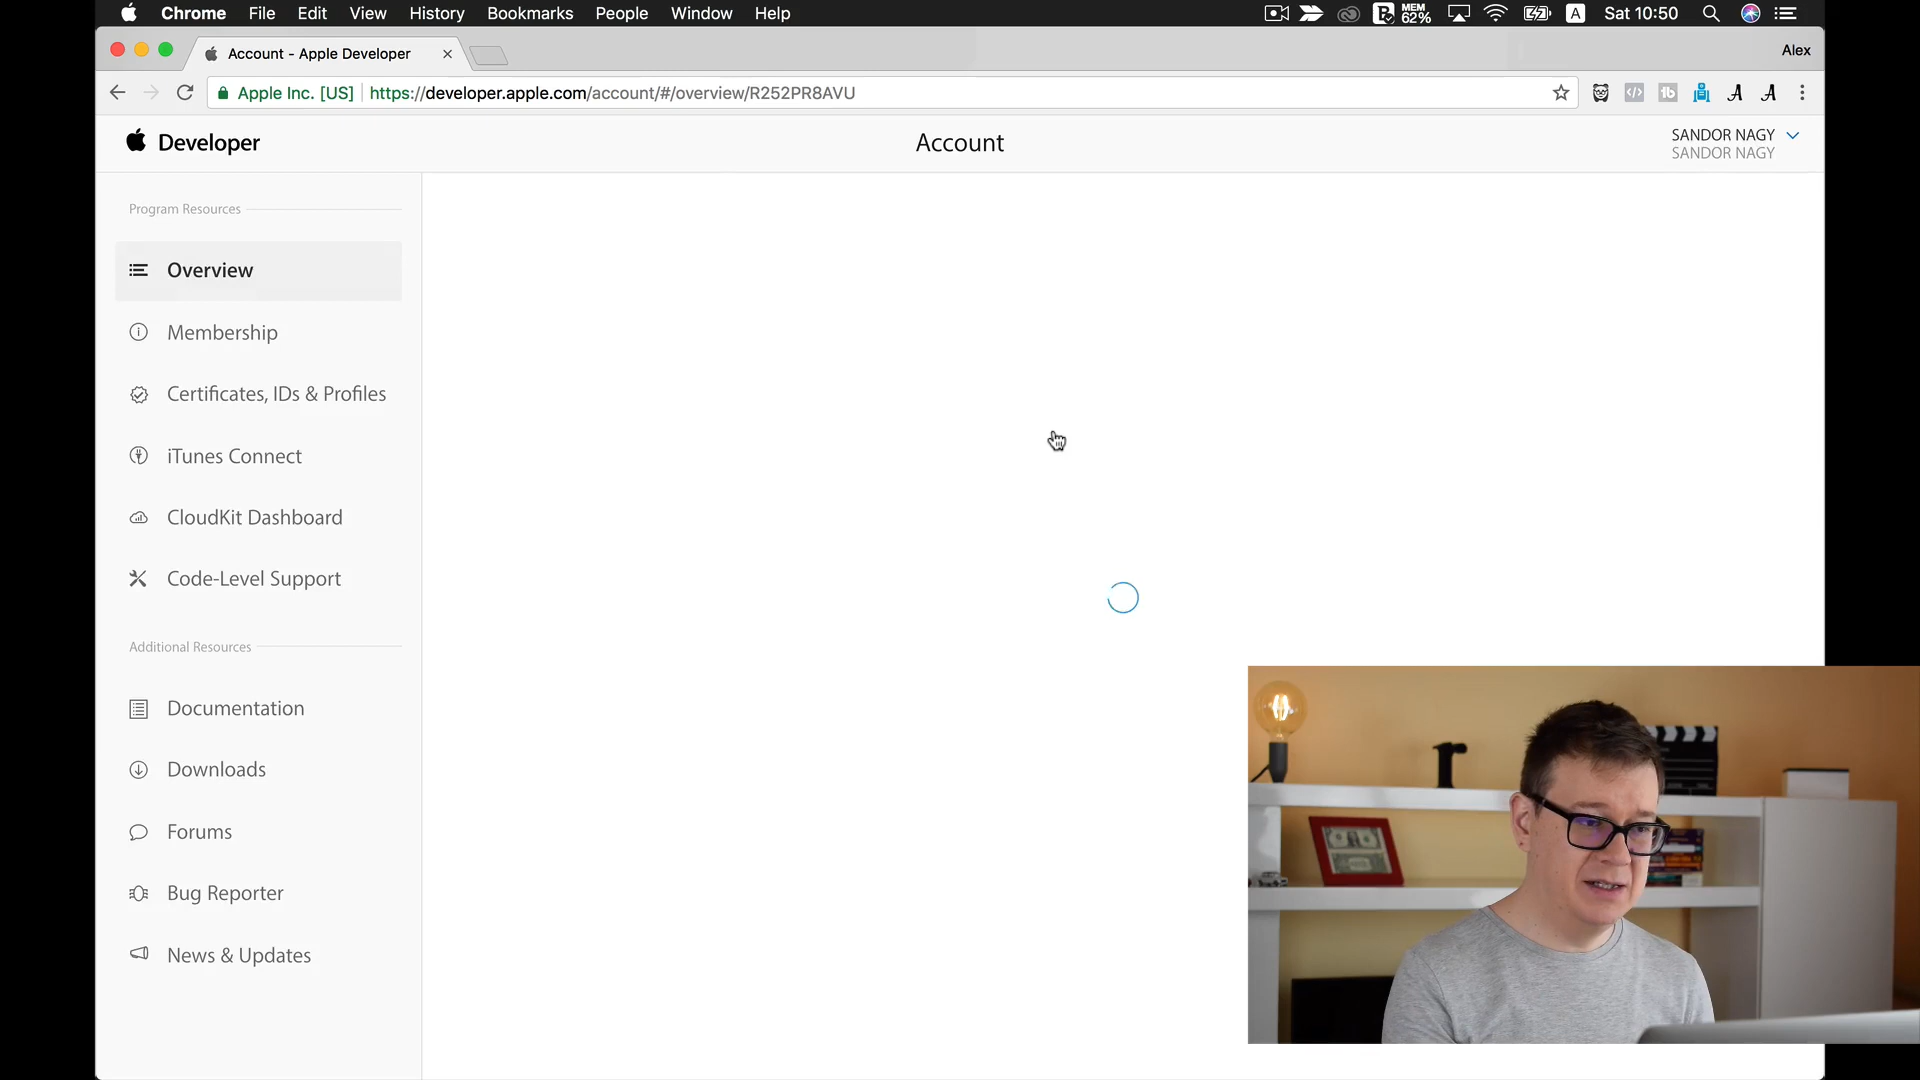 Chrome File Edit View History Bookmarks People Window Help MEM 62% A Sat 10:50
Account - Apple Developer Alex
Apple Inc. [US] https://developer.apple.com/account/#/overview/R252PR8AVU
Developer Account SANDOR NAGY
SANDOR NAGY
Program Resources
Overview
Membership
Certificates, IDs & Profiles
iTunes Connect
CloudKit Dashboard
Code-Level Support
Additional Resources
Documentation
Downloads
Forums
Bug Reporter
News & Updates